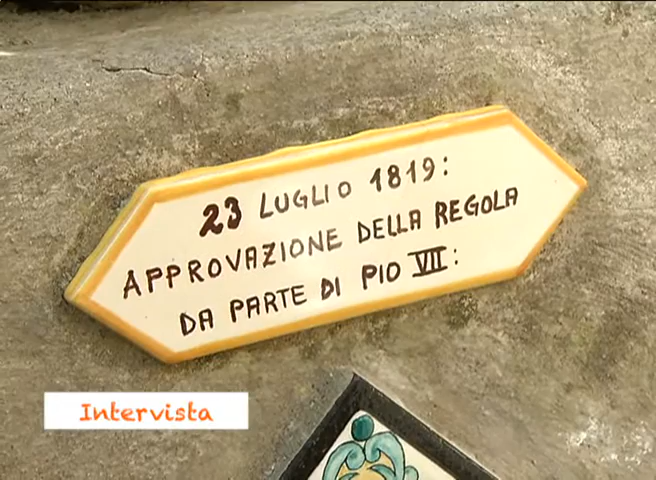 23 LUGLIO 1819:
APPROVAZIONE DELLA REGOLA
DA PARTE DI PIO VII:
Intervista